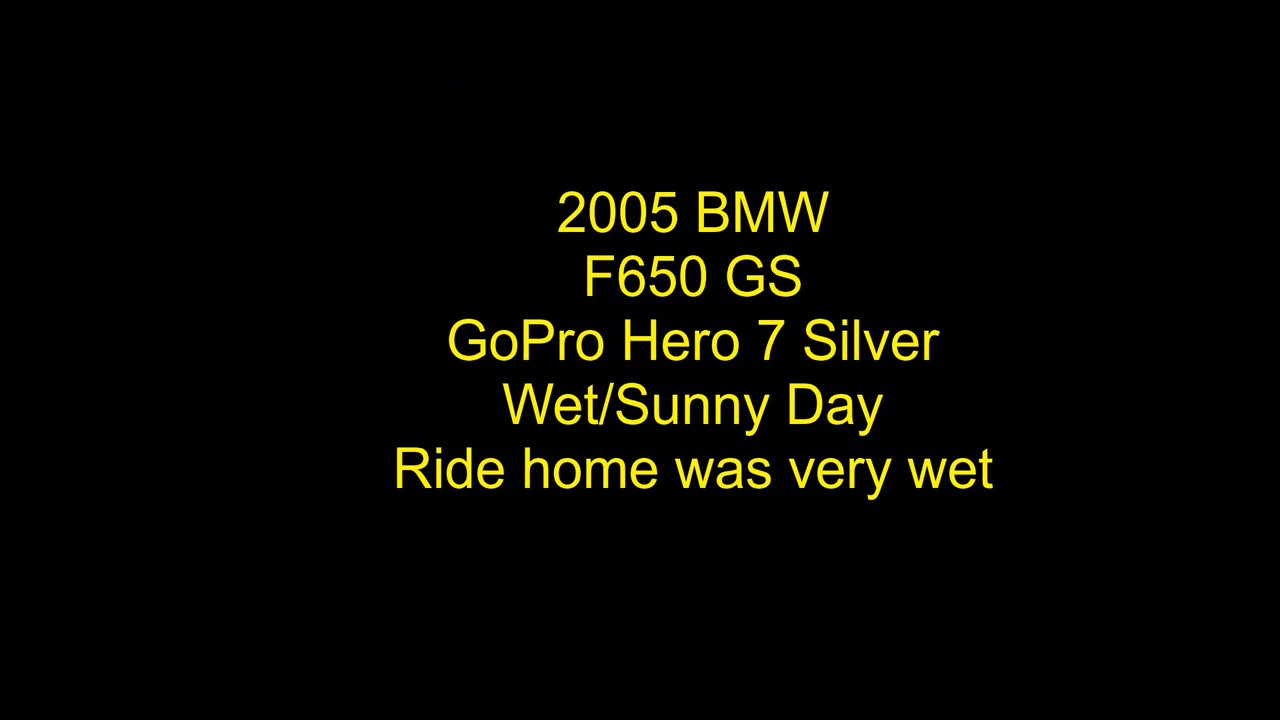 2005 BMW
F650 GS
GoPro Hero 7 Silver
Wet/Sunny Day
Ride home was very wet